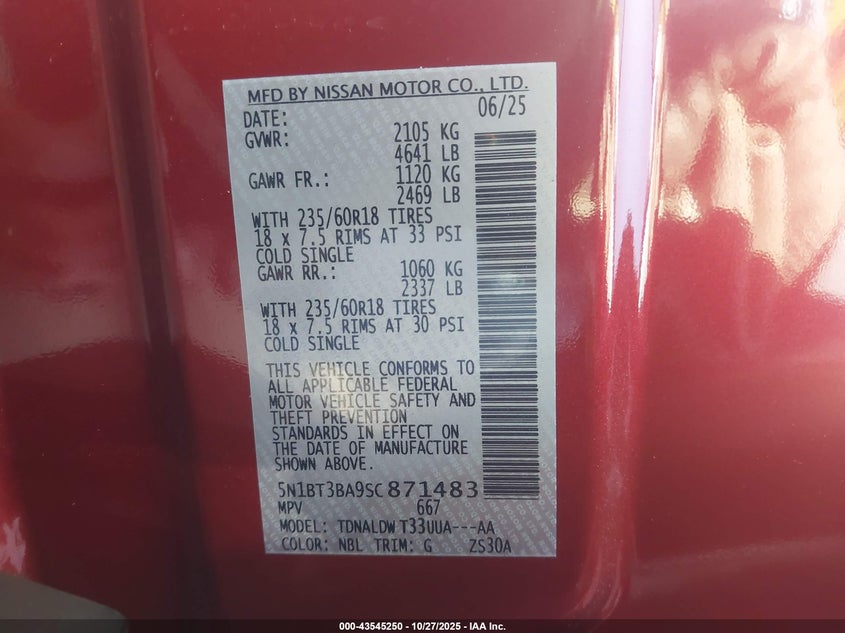 MFD BY NISSAN MOTOR CO., LTD.
DATE: 06/25
GVWR: 2105 KG
4641 LB
GAWR FR.: 1120 KG
2469 LB
WITH 235/60R18 TIRES
18 x 7.5 RIMS AT 33 PSI
COLD SINGLE
GAWR RR.: 1060 KG
2337 LB
WITH 235/60R18 TIRES
18 x 7.5 RIMS AT 30 PSI
COLD SINGLE
THIS VEHICLE CONFORMS TO
ALL APPLICABLE FEDERAL
MOTOR VEHICLE SAFETY AND
THEFT PREVENTION
STANDARDS IN EFFECT ON
THE DATE OF MANUFACTURE
SHOWN ABOVE.
5N1BT3BA9SC871483
MPV 667
MODEL: TDNALDW T33UUA---AA
COLOR: NBL TRIM: G ZS30A
000-43545250 - 10/27/2025 - IAA Inc.